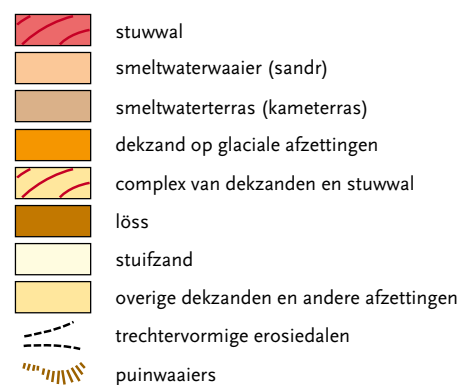 stuwwal
smeltwaterwaaier (sandr)
smeltwaterterras (kameterras)
dekzand op glaciale afzettingen
complex van dekzanden en stuwwal
löss
stuifzand
overige dekzanden en andere afzettingen
trechtervormige erosiedalen
puinwaaiers